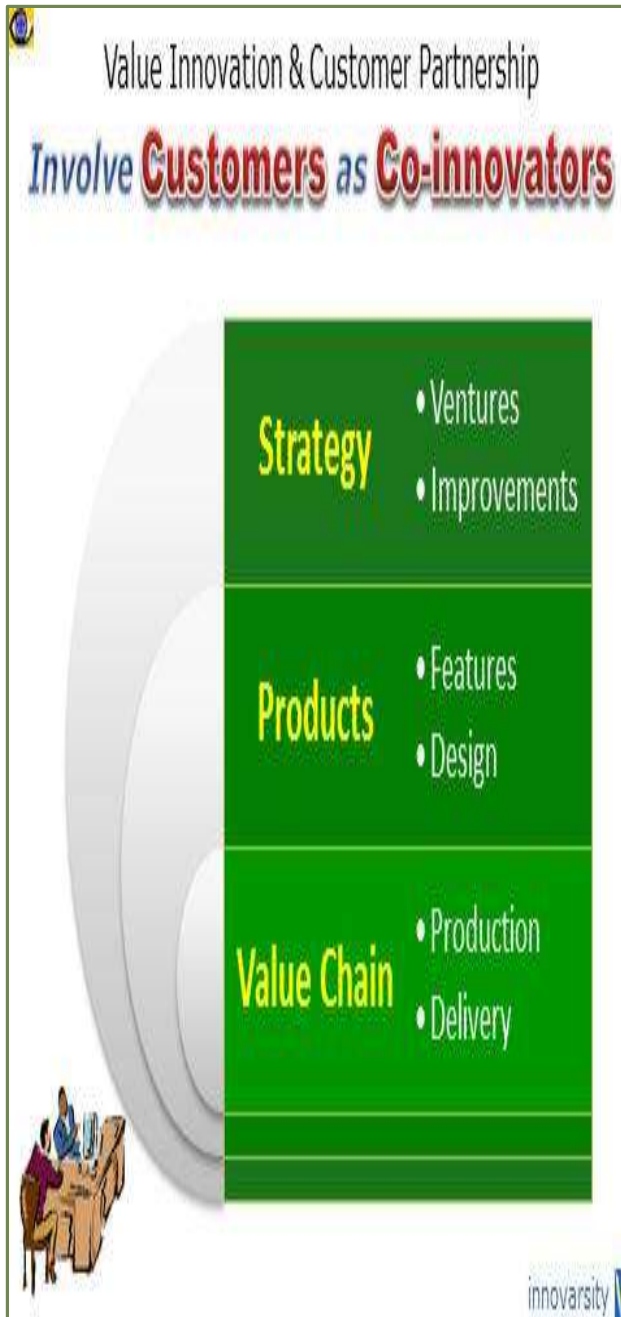 Value Innovation & Customer Partnership
Involve Customers as Co-innovators
Strategy
• Ventures
• Improvements
Products
• Features
• Design
Value Chain
• Production
• Delivery
innovarsity